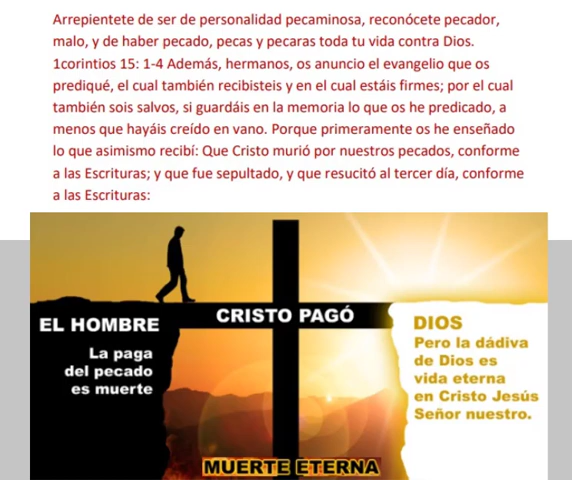 Arrepientete de ser de personalidad pecaminosa, reconócete pecador,
malo, y de haber pecado, pecas y pecaras toda tu vida contra Dios.
1corintios 15: 1-4 Además, hermanos, os anuncio el evangelio que os
prediqué, el cual también recibisteis y en el cual estáis firmes; por el cual
también sois salvos, si guardáis en la memoria lo que os he predicado, a
menos que hayáis creído en vano. Porque primeramente os he enseñado
lo que asimismo recibí: Que Cristo murió por nuestros pecados, conforme
a las Escrituras; y que fue sepultado, y que resucitó al tercer día, conforme
a las Escrituras:
CRISTO PAGÓ
EL HOMBRE
La paga
del pecado
es muerte
DIOS
Pero la dádiva
de Dios es
vida eterna
en Cristo Jesús
Señor nuestro.
MUERTE ETERNA